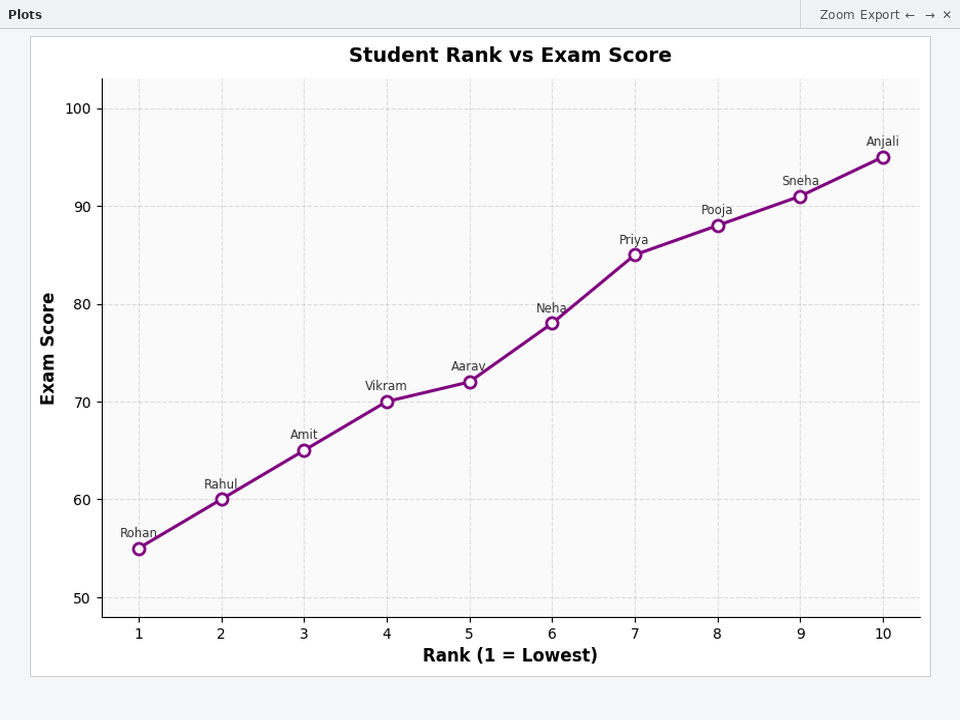 Plots
Zoom Export ← → ✕
Student Rank vs Exam Score
Exam Score
100
90
80
70
60
50
Rohan
Rahul
Amit
Vikram
Aarav
Neha
Priya
Pooja
Sneha
Anjali
1 2 3 4 5 6 7 8 9 10
Rank (1 = Lowest)